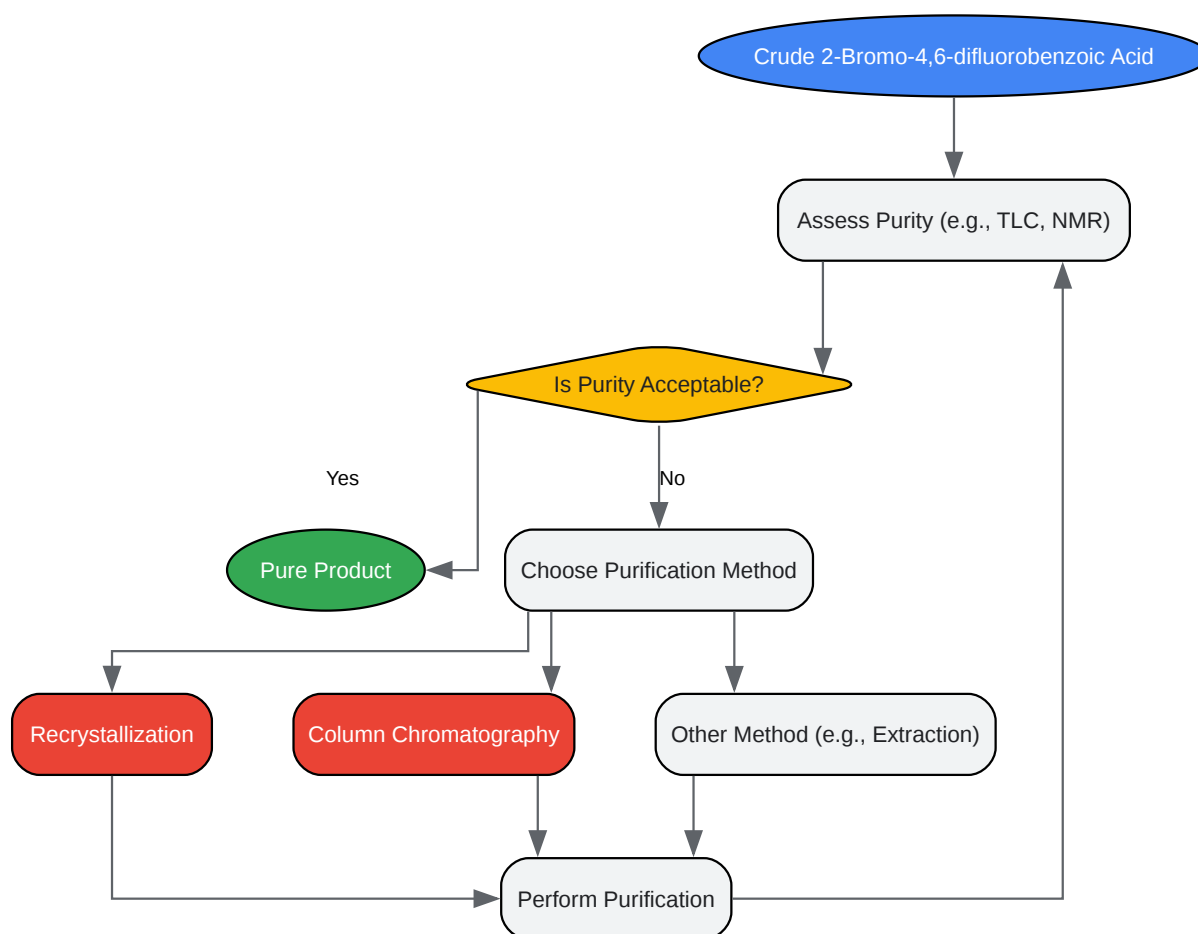 Crude 2-Bromo-4,6-difluorobenzoic Acid
Assess Purity (e.g., TLC, NMR)
Is Purity Acceptable?
Yes
No
Pure Product
Choose Purification Method
Recrystallization
Column Chromatography
Other Method (e.g., Extraction)
Perform Purification